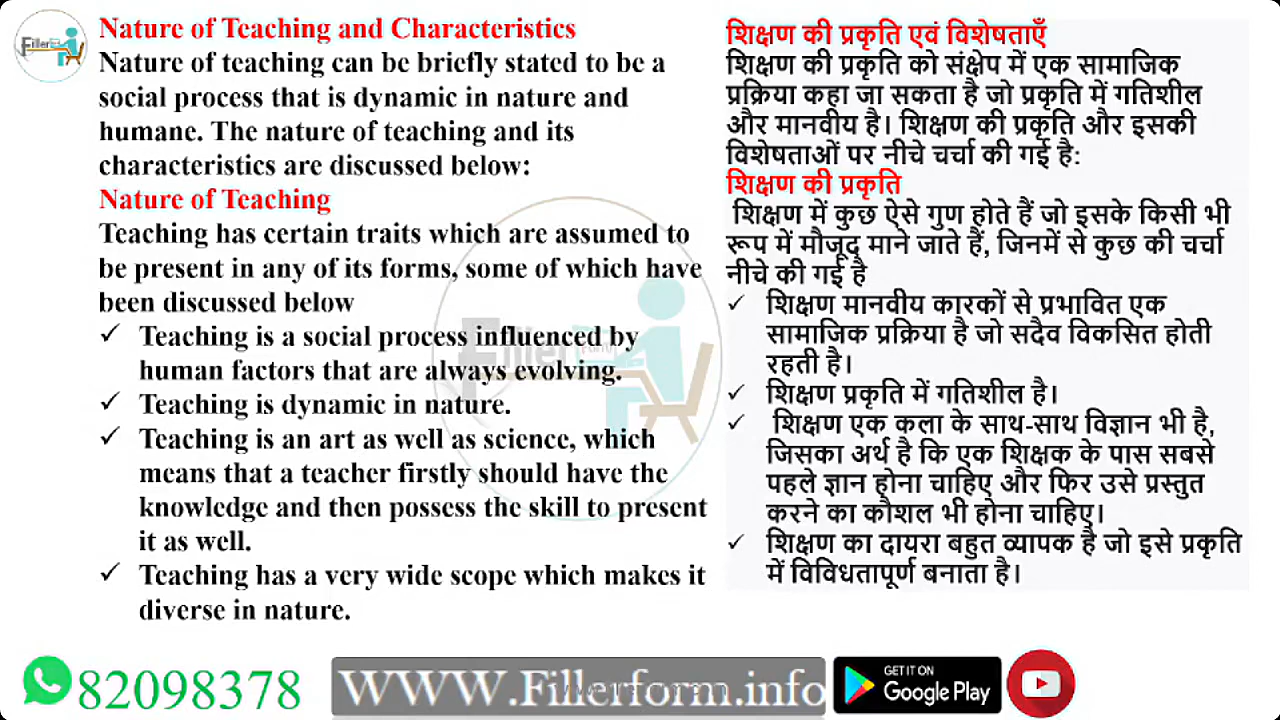 Nature of Teaching and Characteristics
Nature of teaching can be briefly stated to be a
social process that is dynamic in nature and
humane. The nature of teaching and its
characteristics are discussed below:
Nature of Teaching
Teaching has certain traits which are assumed to
be present in any of its forms, some of which have
been discussed below
✓ Teaching is a social process influenced by
human factors that are always evolving.
✓ Teaching is dynamic in nature.
✓ Teaching is an art as well as science, which
means that a teacher firstly should have the
knowledge and then possess the skill to present
it as well.
✓ Teaching has a very wide scope which makes it
diverse in nature.
शिक्षण की प्रकृति एवं विशेषताएँ
शिक्षण की प्रकृति को संक्षेप में एक सामाजिक
प्रक्रिया कहा जा सकता है जो प्रकृति में गतिशील
और मानवीय है। शिक्षण की प्रकृति और इसकी
विशेषताओं पर नीचे चर्चा की गई है:
शिक्षण की प्रकृति
शिक्षण में कुछ ऐसे गुण होते हैं जो इसके किसी भी
रूप में मौजूद माने जाते हैं, जिनमें से कुछ की चर्चा
नीचे की गई है
✓ शिक्षण मानवीय कारकों से प्रभावित एक
सामाजिक प्रक्रिया है जो सदैव विकसित होती
रहती है।
✓ शिक्षण प्रकृति में गतिशील है।
✓ शिक्षण एक कला के साथ-साथ विज्ञान भी है,
जिसका अर्थ है कि एक शिक्षक के पास सबसे
पहले ज्ञान होना चाहिए और फिर उसे प्रस्तुत
करने का कौशल भी होना चाहिए।
✓ शिक्षण का दायरा बहुत व्यापक है जो इसे प्रकृति
में विविधतापूर्ण बनाता है।
82098378
WWW.Fillerform.info
GET IT ON
Google Play